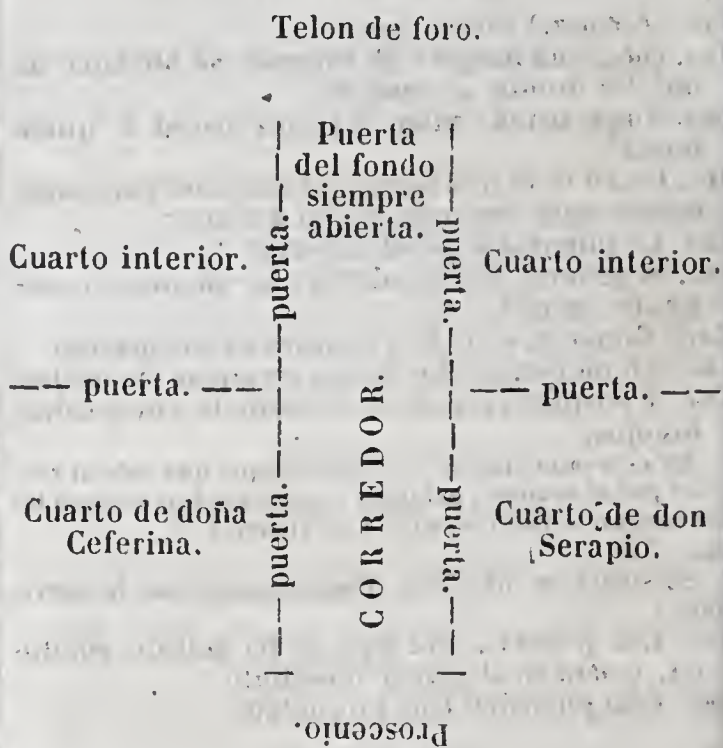 Telon de foro.
Puerta
del fondo
siempre
abierta.
puerta.
puerta.
Cuarto interior.
Cuarto interior.
puerta.
puerta.
CORREDOR.
Cuarto de doña
Ceferina.
puerta.
puerta.
Cuarto de don
Serapio.
Proscenio.